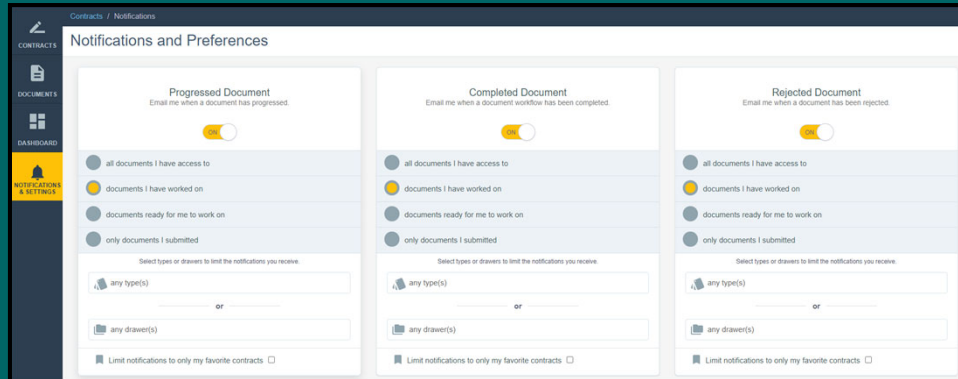 Contracts / Notifications
CONTRACTS
DOCUMENTS
DASHBOARD
NOTIFICATIONS
& SETTINGS
Notifications and Preferences
Progressed Document
Email me when a document has progressed.
ON
all documents I have access to
documents I have worked on
documents ready for me to work on
only documents I submitted
Select types or drawers to limit the notifications you receive.
any type(s)
or
any drawer(s)
Limit notifications to only my favorite contracts
Completed Document
Email me when a document workflow has been completed.
ON
all documents I have access to
documents I have worked on
documents ready for me to work on
only documents I submitted
Select types or drawers to limit the notifications you receive.
any type(s)
or
any drawer(s)
Limit notifications to only my favorite contracts
Rejected Document
Email me when a document has been rejected.
ON
all documents I have access to
documents I have worked on
documents ready for me to work on
only documents I submitted
Select types or drawers to limit the notifications you receive.
any type(s)
or
any drawer(s)
Limit notifications to only my favorite contracts